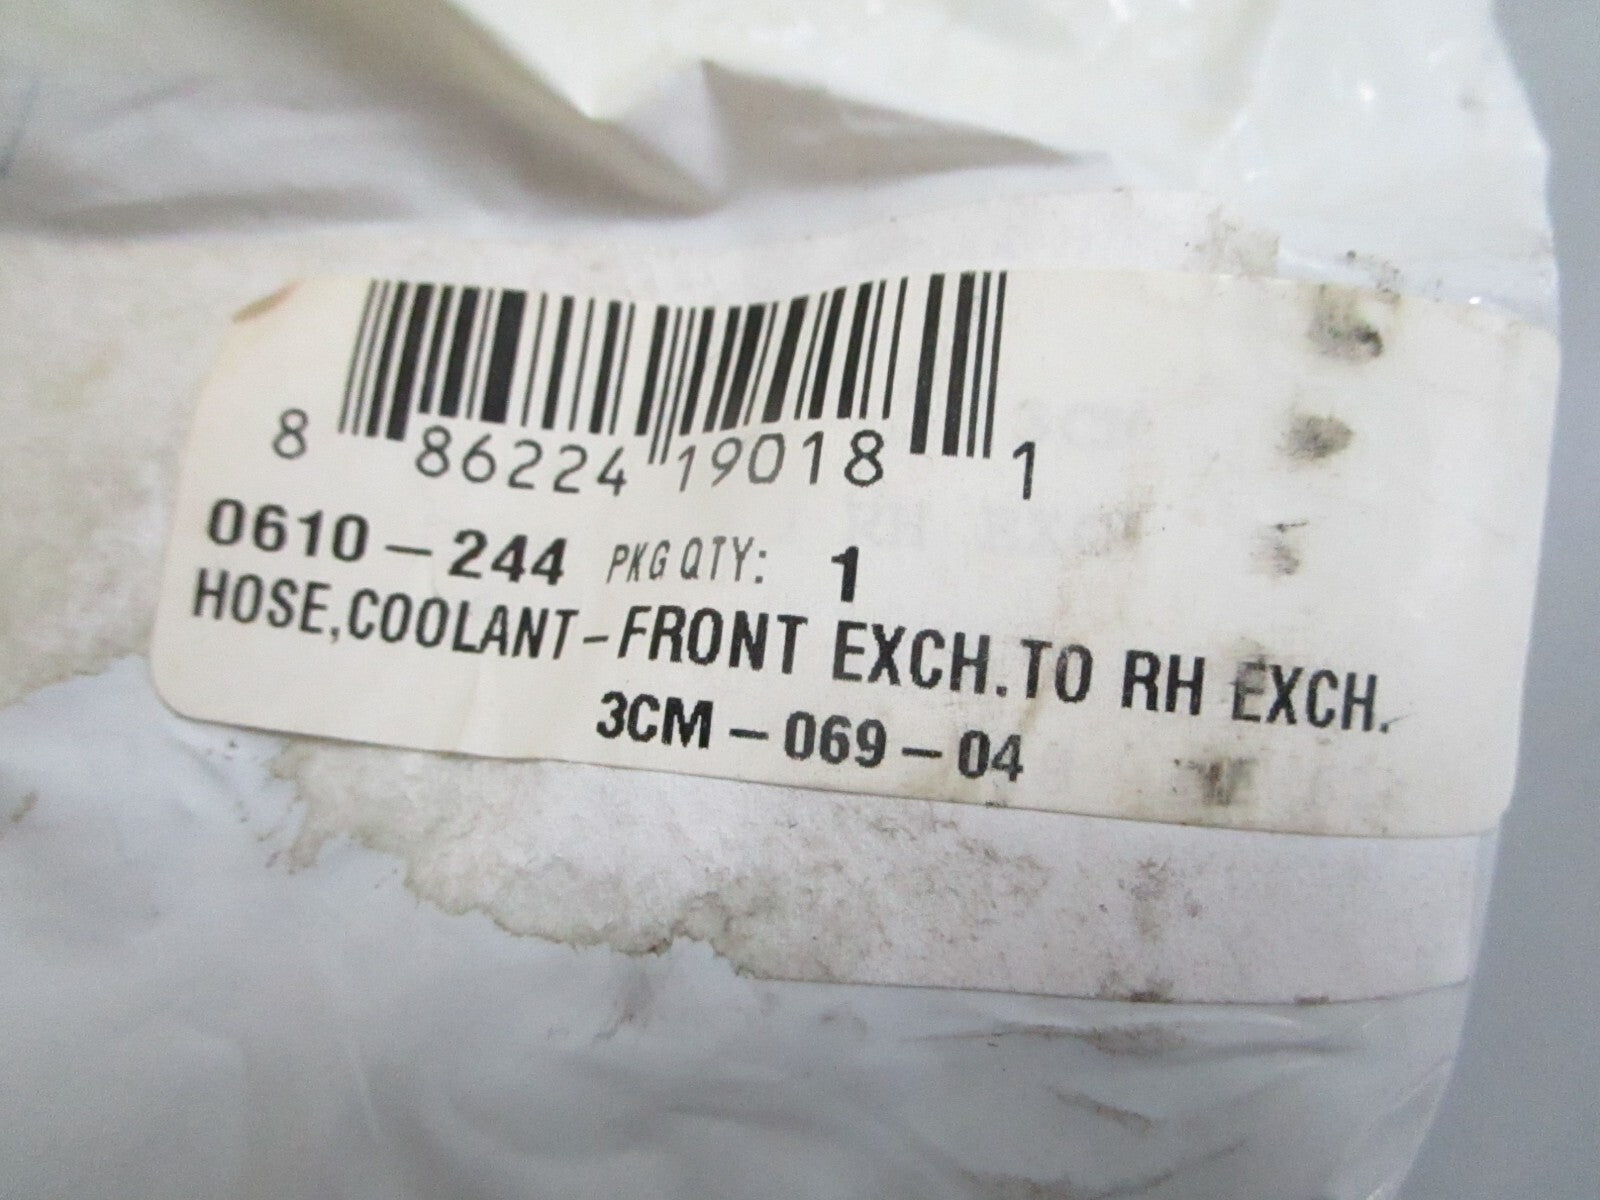 8 86224 19018 1
0610-244 PKG QTY: 1
HOSE,COOLANT-FRONT EXCH.TO RH EXCH.
3CM-069-04